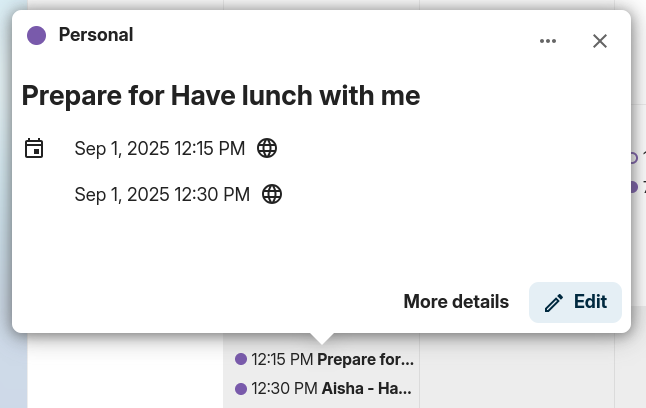 Personal
Prepare for Have lunch with me
Sep 1, 2025 12:15 PM
Sep 1, 2025 12:30 PM
More details
Edit
12:15 PM Prepare for...
12:30 PM Aisha - Ha...